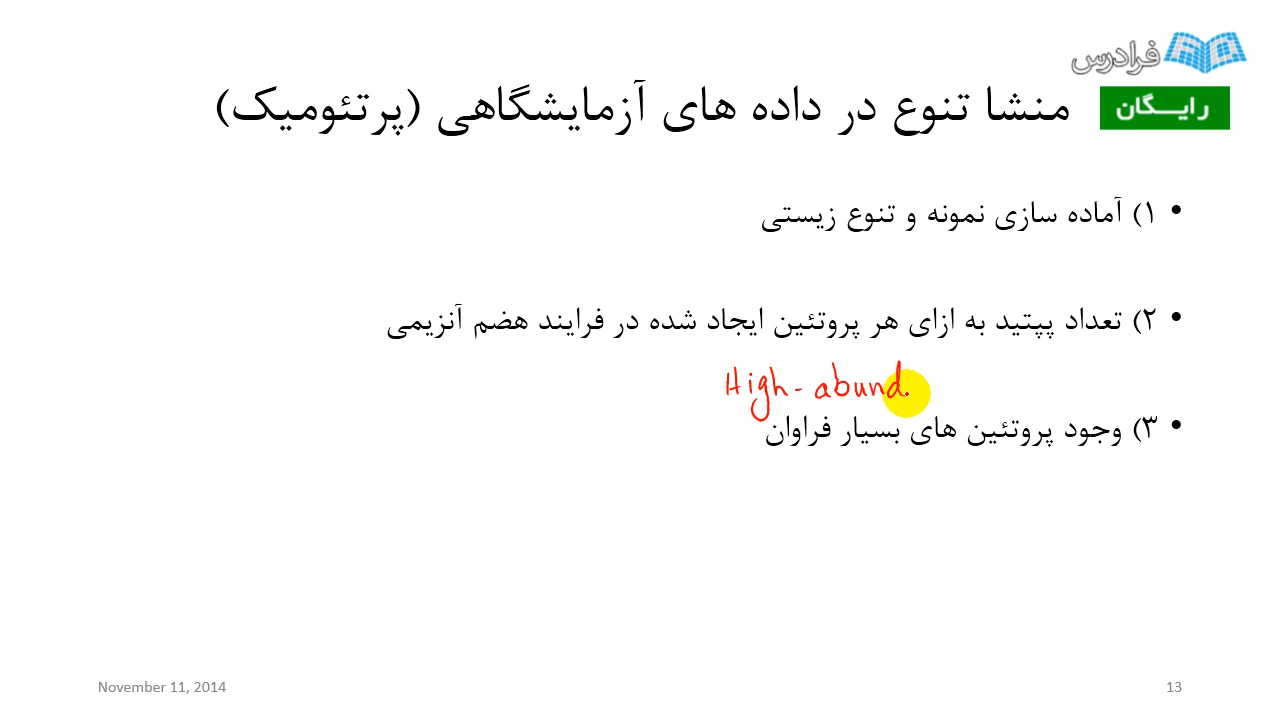 فرادرس
رایـگان
منشا تنوع در داده های آزمایشگاهی (پرتئومیک)
• ۱) آماده سازی نمونه و تنوع زیستی
• ۲) تعداد پپتید به ازای هر پروتئین ایجاد شده در فرایند هضم آنزیمی
High-abund.
• ۳) وجود پروتئین های بسیار فراوان
November 11, 2014
13